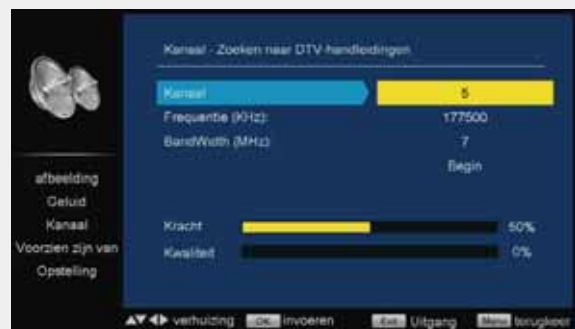 Kanaal - Zoeken naar DTV-handleidingen
Kanaal 5
Frequentie (KHz): 177500
BandWidth (MHz): 7
Begin
Kracht 50%
Kwaliteit 0%
afbeelding
Geluid
Kanaal
Voorzien zijn van
Opstelling
verhuizing OK invoeren Exit Uitgang Menu terugkeer